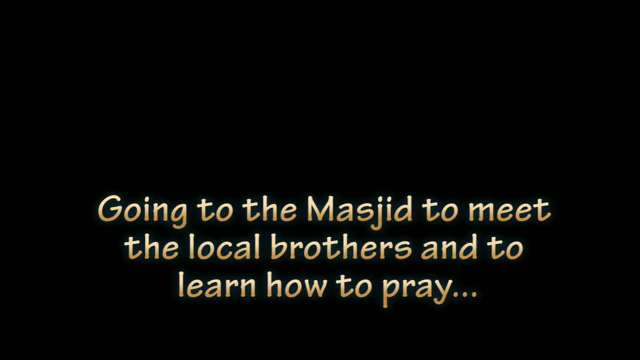 Going to the Masjid to meet
the local brothers and to
learn how to pray...